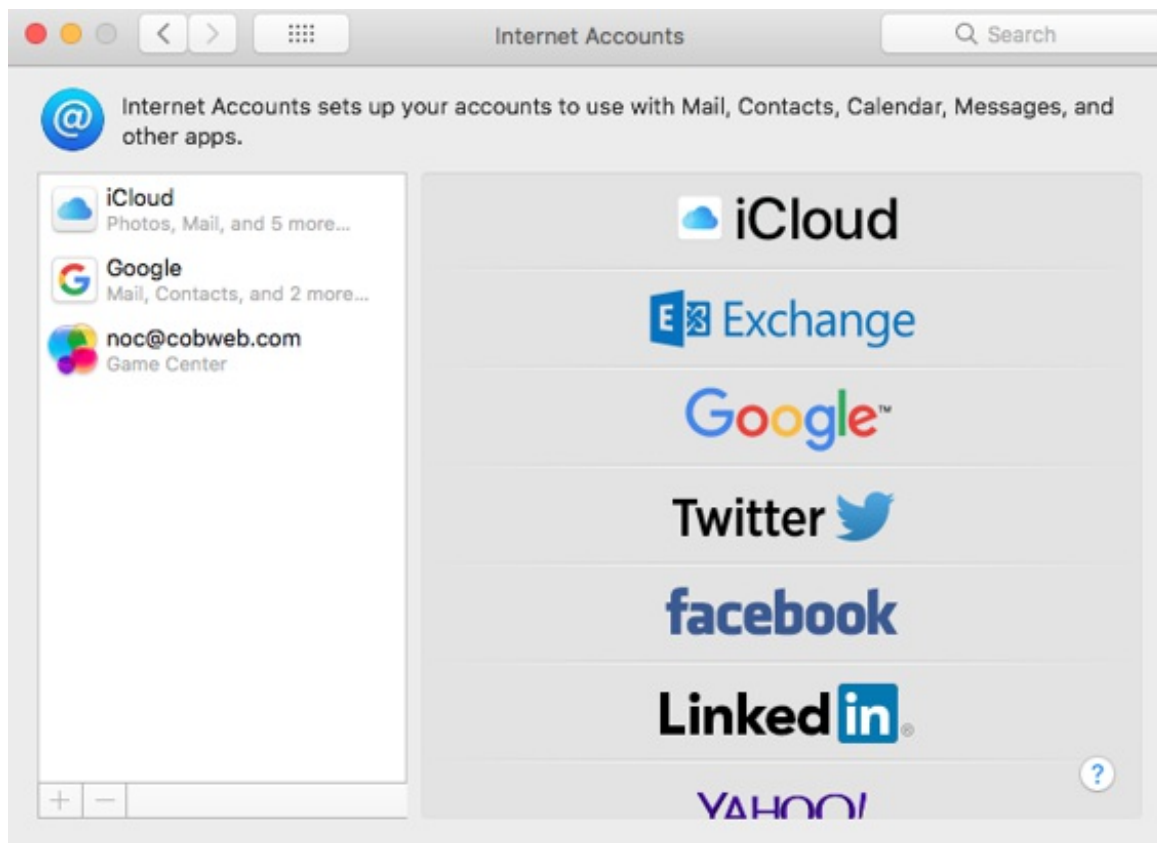 Internet Accounts
Search
Internet Accounts sets up your accounts to use with Mail, Contacts, Calendar, Messages, and
other apps.
iCloud
Photos, Mail, and 5 more...
Google
Mail, Contacts, and 2 more...
noc@cobweb.com
Game Center
iCloud
E Exchange
Google™
Twitter
facebook
Linked in®
YAHOO!
?